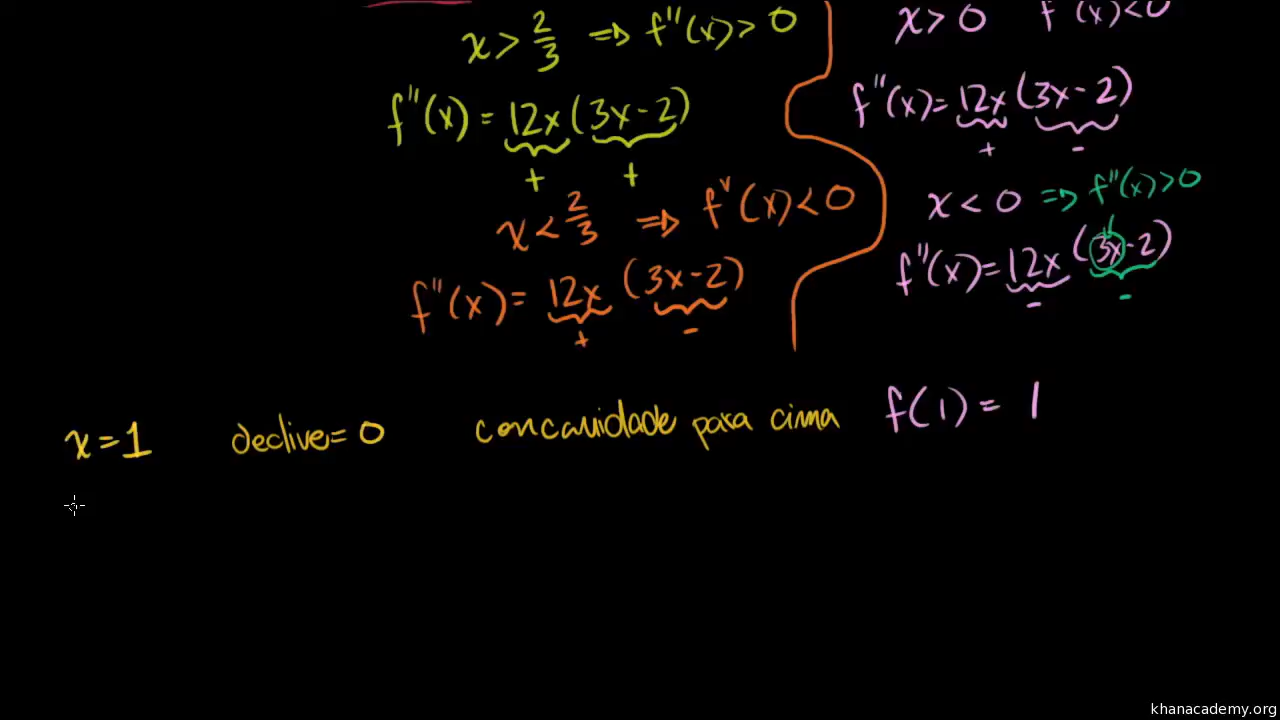 x > 2/3 ⇒ f''(x) > 0
f''(x) = 12x (3x - 2)
+ +
x < 2/3 ⇒ f''(x) < 0
f''(x) = 12x (3x - 2)
+ -
x > 0 f (x) < 0
f''(x) = 12x (3x - 2)
+ -
x < 0 ⇒ f''(x) > 0
f''(x) = 12x (3x - 2)
- -
x = 1 declive = 0 concavidade para cima f(1) = 1
khanacademy.org